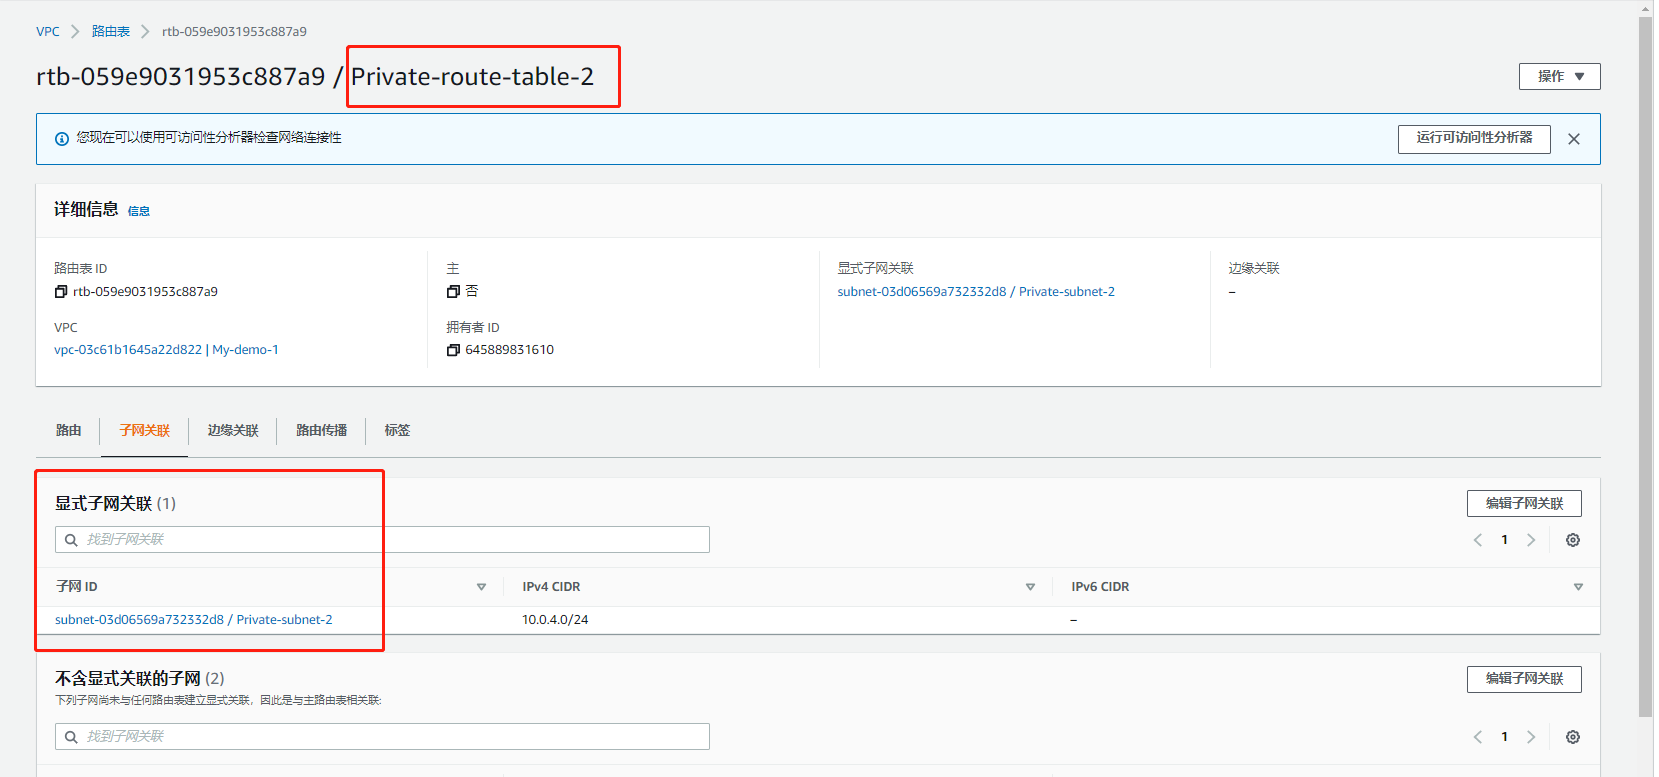 VPC > 路由表 > rtb-059e9031953c887a9
rtb-059e9031953c887a9 / Private-route-table-2
操作
您现在可以使用可访问性分析器检查网络连接性
运行可访问性分析器
详细信息 信息
路由表 ID
rtb-059e9031953c887a9
主
否
显式子网关联
subnet-03d06569a732332d8 / Private-subnet-2
边缘关联
–
VPC
vpc-03c61b1645a22d822 | My-demo-1
拥有者 ID
645889831610
路由
子网关联
边缘关联
路由传播
标签
显式子网关联 (1)
编辑子网关联
找到子网关联
1
子网 ID
IPv4 CIDR
IPv6 CIDR
subnet-03d06569a732332d8 / Private-subnet-2
10.0.4.0/24
–
不含显式关联的子网 (2)
编辑子网关联
下列子网尚未与任何路由表建立显式关联，因此是与主路由表相关联:
找到子网关联
1